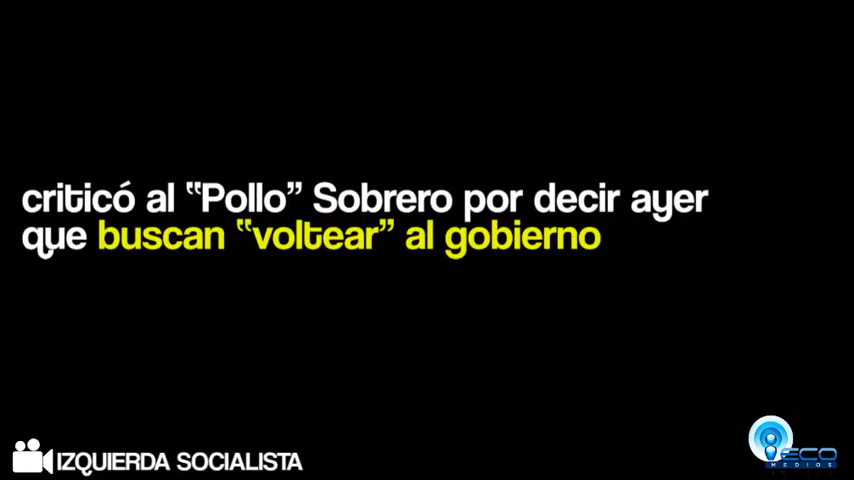 criticó al “Pollo” Sobrero por decir ayer
que buscan “voltear” al gobierno
IZQUIERDA SOCIALISTA
ECO
MEDIOS